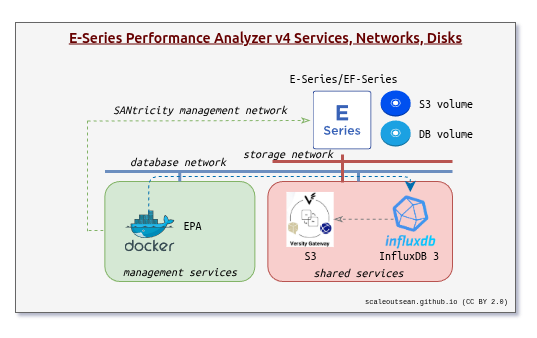 E-Series Performance Analyzer v4 Services, Networks, Disks
E-Series/EF-Series
SANtricity management network
E
Series
S3 volume
DB volume
storage network
database network
docker
EPA
management services
Versity Gateway
S3
influxdb
InfluxDB 3
shared services
scaleoutsean.github.io (CC BY 2.0)